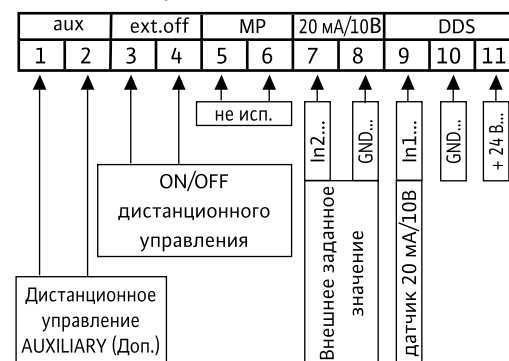 aux ext.off MP 20 мА/10В DDS
1 2 3 4 5 6 7 8 9 10 11
не исп.
In2...
GND...
In1...
GND...
+ 24 В...
ON/OFF
дистанционного
управления
Внешнее заданное
значение
датчик 20 мА/10В
Дистанционное
управление
AUXILIARY (Доп.)